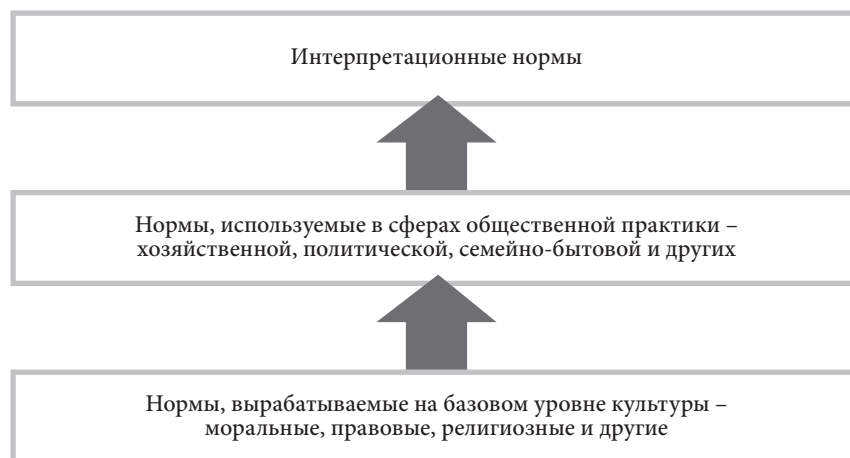 Интерпретационные нормы
Нормы, используемые в сферах общественной практики –
хозяйственной, политической, семейно-бытовой и других
Нормы, вырабатываемые на базовом уровне культуры –
моральные, правовые, религиозные и другие